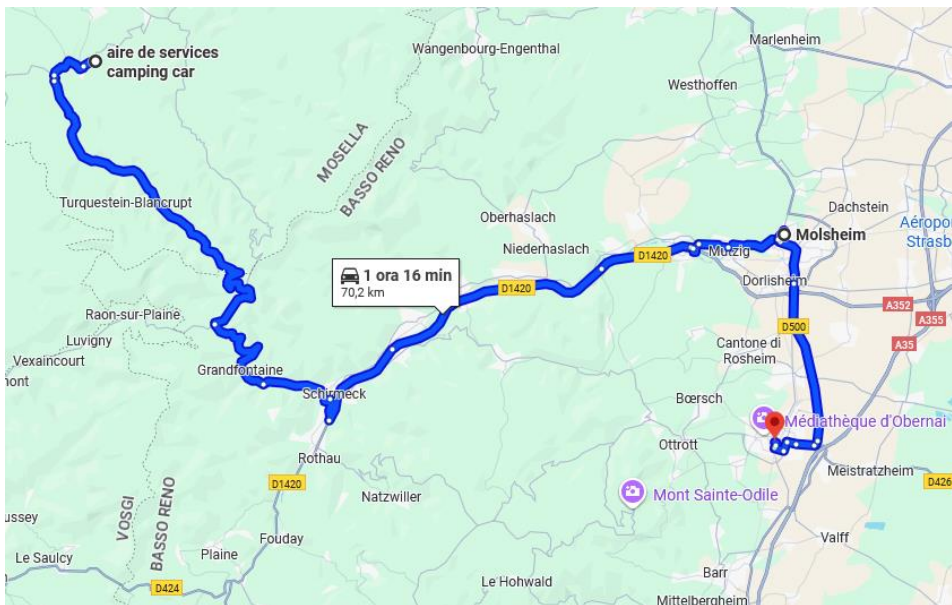 aire de services
camping car
Wangenbourg-Engenthal
Marlenheim
Westhoffen
MOSELLA
BASSO RENO
Turquestein-Blancrupt
Oberhaslach
Dachstein
Aéropor
Strasb
Molsheim
Niederhaslach
D1420
Mutzig
1 ora 16 min
70,2 km
Dorlisheim
D1420
A352
A355
Raon-sur-Plaine
Luvigny
D500
A35
Vexaincourt
mont
Grandfontaine
Cantone di
Rosheim
Schirmeck
Bœrsch
Médiathèque d'Obernai
Ottrott
Rothau
Meistratzheim
D1420
Natzwiller
Mont Sainte-Odile
D426
VOSGI
BASSO RENO
ussey
Fouday
Valff
Le Saulcy
Plaine
D424
Le Hohwald
Barr
Mittelbergheim